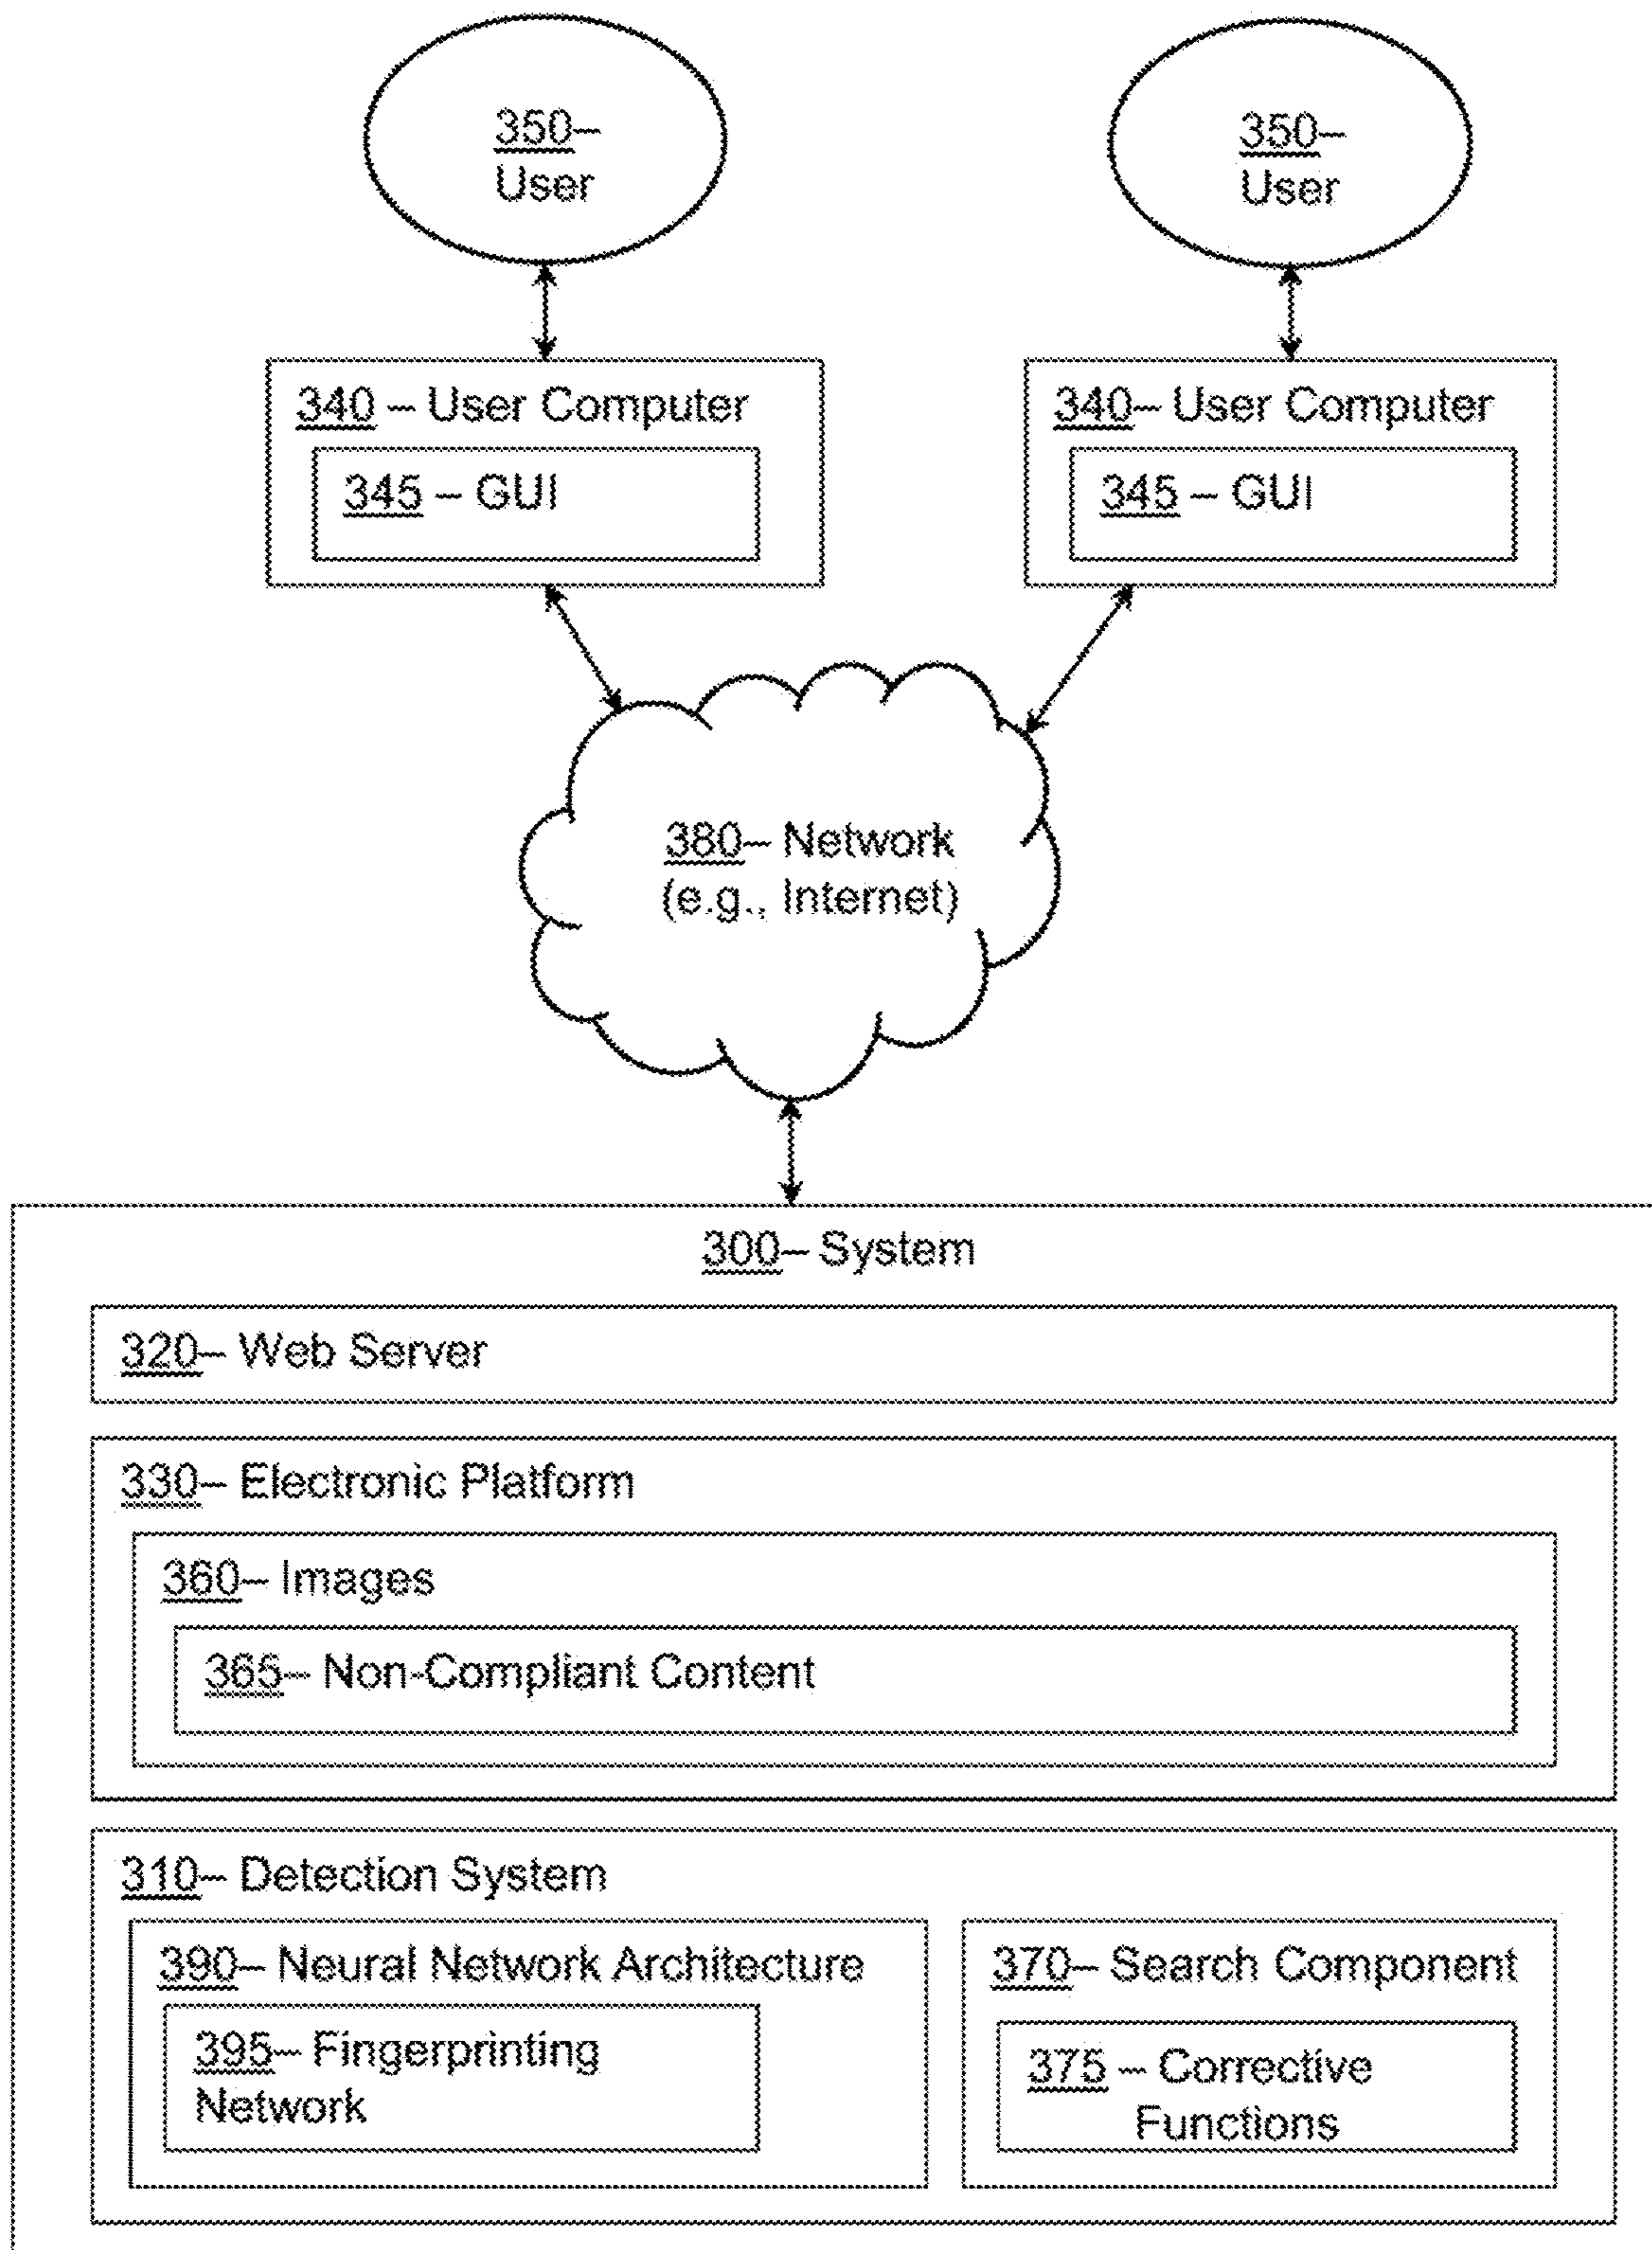 350–
User
350–
User
340 – User Computer
345 – GUI
340– User Computer
345 – GUI
380– Network
(e.g., Internet)
300– System
320– Web Server
330– Electronic Platform
360– Images
365– Non-Compliant Content
310– Detection System
390– Neural Network Architecture
395– Fingerprinting
Network
370– Search Component
375 – Corrective
Functions